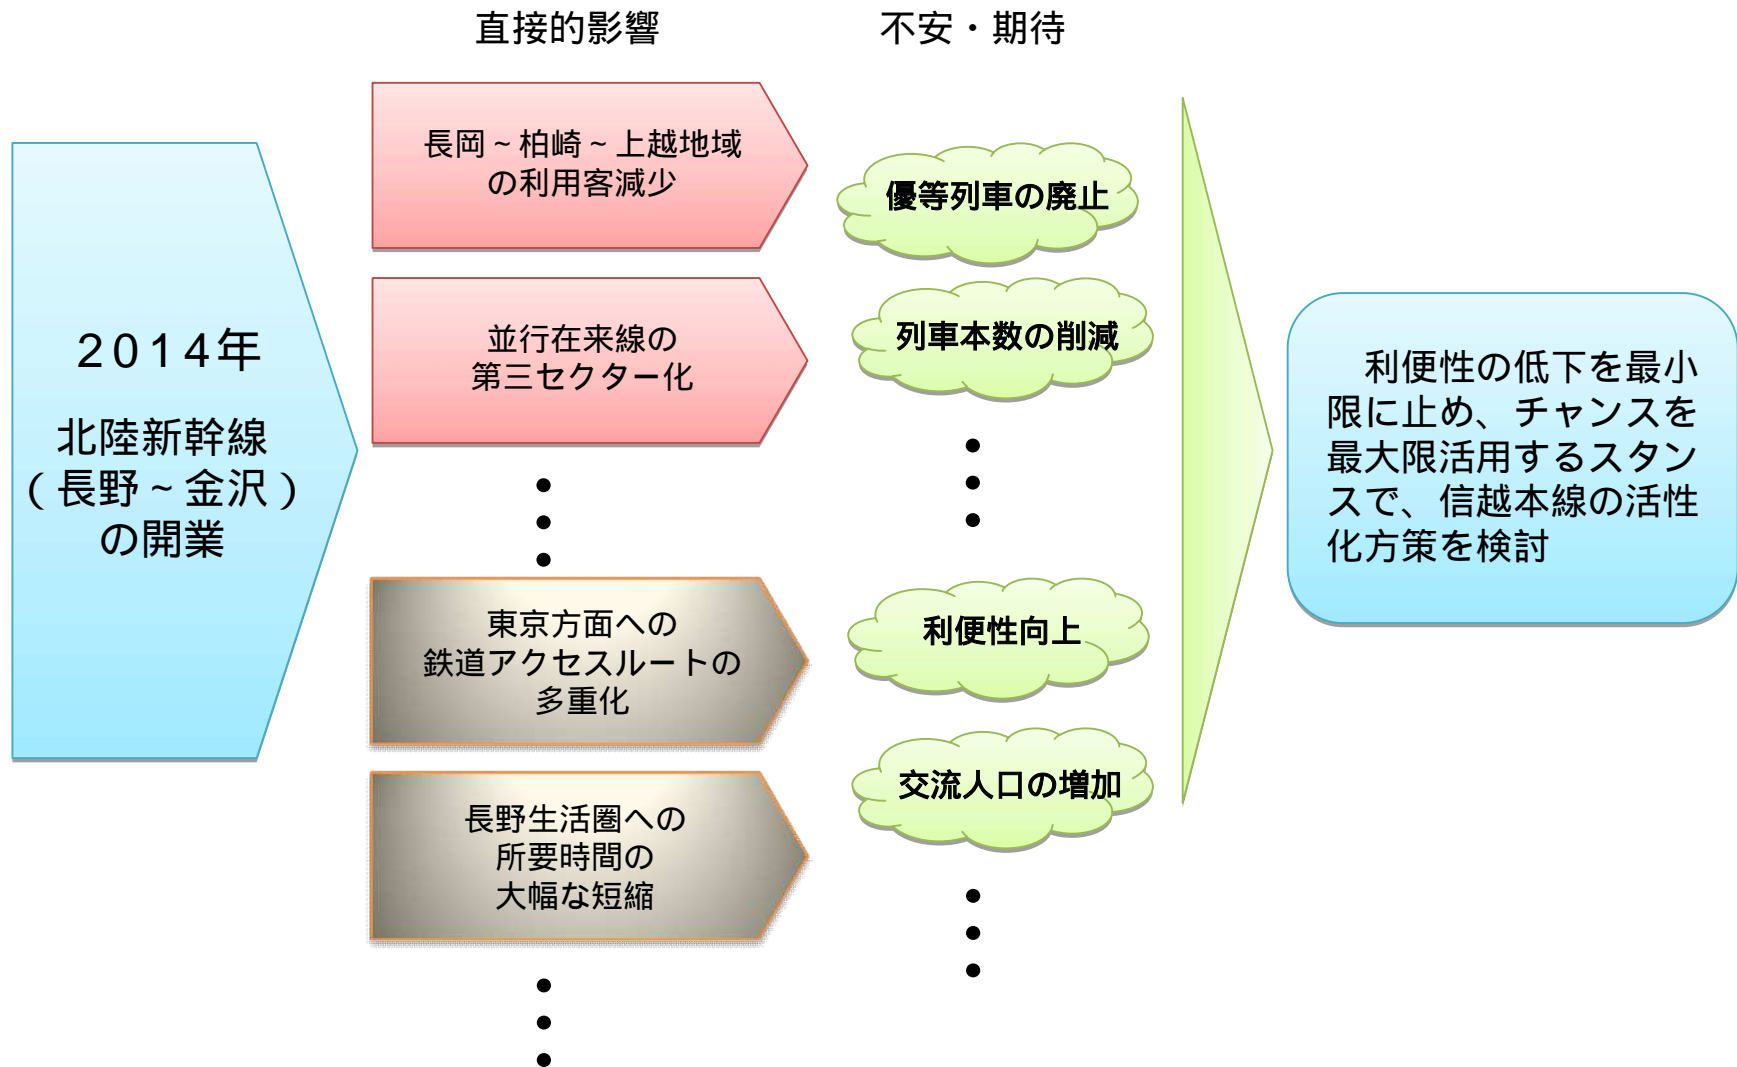 直接的影響
不安・期待
2014年
北陸新幹線
(長野~金沢)
の開業
長岡~柏崎~上越地域
の利用客減少
並行在来線の
第三セクター化
東京方面への
鉄道アクセスルートの
多重化
長野生活圏への
所要時間の
大幅な短縮
優等列車の廃止
列車本数の削減
利便性向上
交流人口の増加
利便性の低下を最小
限に止め、チャンスを
最大限活用するスタン
スで、信越本線の活性
化方策を検討